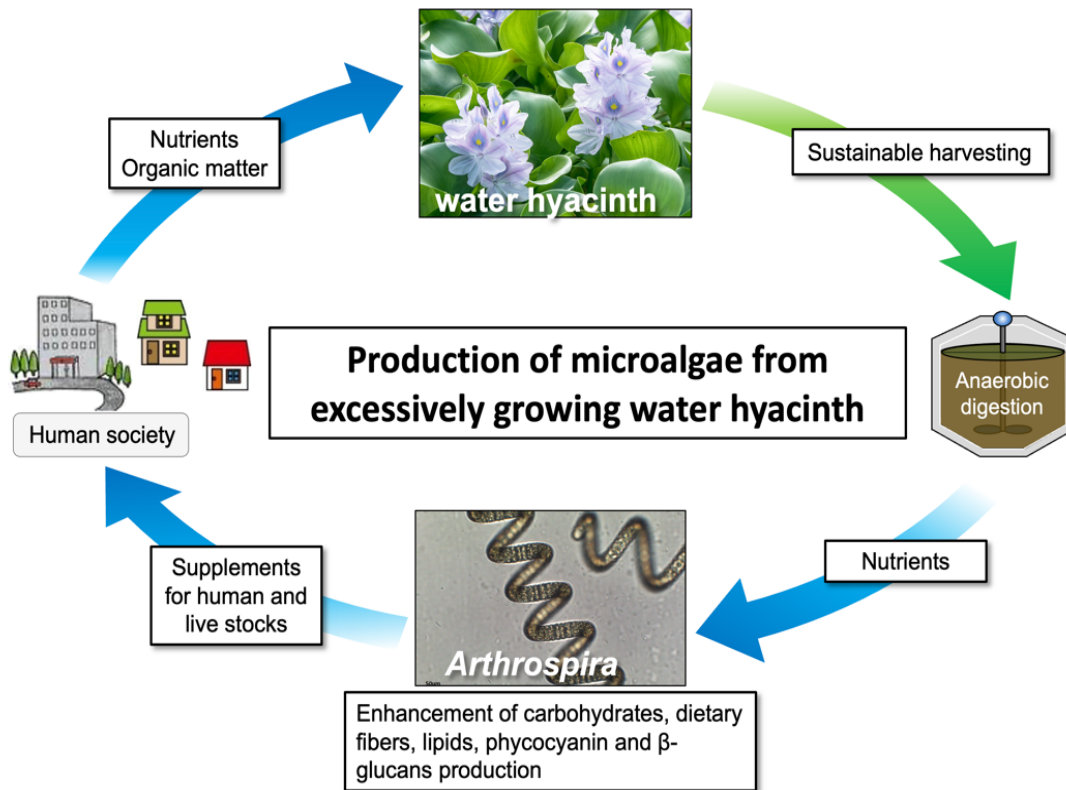 water hyacinth
Nutrients
Organic matter
Sustainable harvesting
Production of microalgae from
excessively growing water hyacinth
Anaerobic
digestion
Human society
Nutrients
Supplements
for human and
live stocks
Arthrospira
50um
Enhancement of carbohydrates, dietary
fibers, lipids, phycocyanin and β-
glucans production